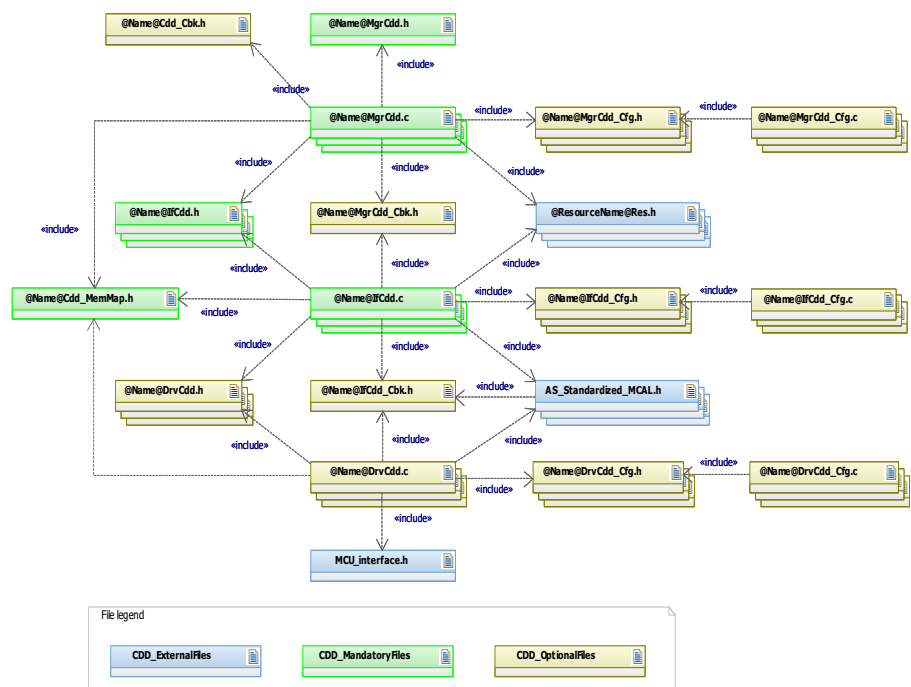 @Name@Cdd_Cbk.h
@Name@MgrCdd.h
«include»
«include»
@Name@MgrCdd.c
«include»
@Name@MgrCdd_Cfg.h
«include»
@Name@MgrCdd_Cfg.c
«include»
«include»
«include»
@Name@IfCdd.h
@Name@MgrCdd_Cbk.h
@ResourceName@Res.h
«include»
«include»
«include»
«include»
@Name@Cdd_MemMap.h
@Name@IfCdd.c
«include»
@Name@IfCdd_Cfg.h
«include»
@Name@IfCdd_Cfg.c
«include»
«include»
«include»
«include»
@Name@DrvCdd.h
@Name@IfCdd_Cbk.h
«include»
AS_Standardized_MCAL.h
«include»
«include»
«include»
@Name@DrvCdd.c
«include»
@Name@DrvCdd_Cfg.h
«include»
@Name@DrvCdd_Cfg.c
«include»
MCU_interface.h
File legend
CDD_ExternalFiles
CDD_MandatoryFiles
CDD_OptionalFiles